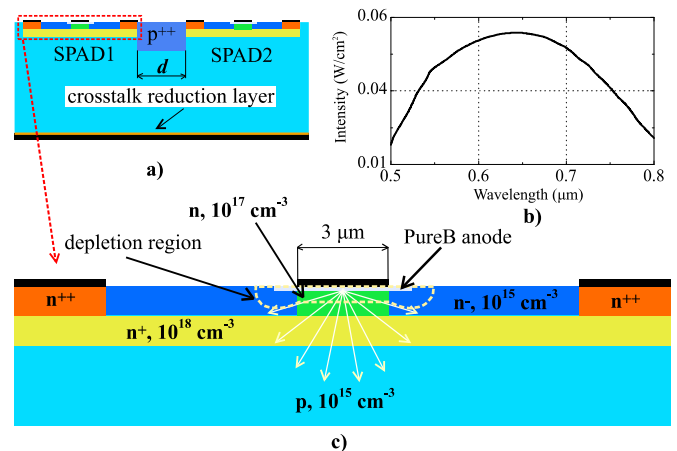 a)
SPAD1
p++
SPAD2
d
crosstalk reduction layer
a)
Intensity (W/cm²)
0.06
0.04
0.01
0.5
0.6
0.7
0.8
Wavelength (μm)
b)
n, 10¹⁷ cm⁻³
3 μm
PureB anode
depletion region
n++
n-, 10¹⁵ cm⁻³
n++
n⁺, 10¹⁸ cm⁻³
p, 10¹⁵ cm⁻³
c)